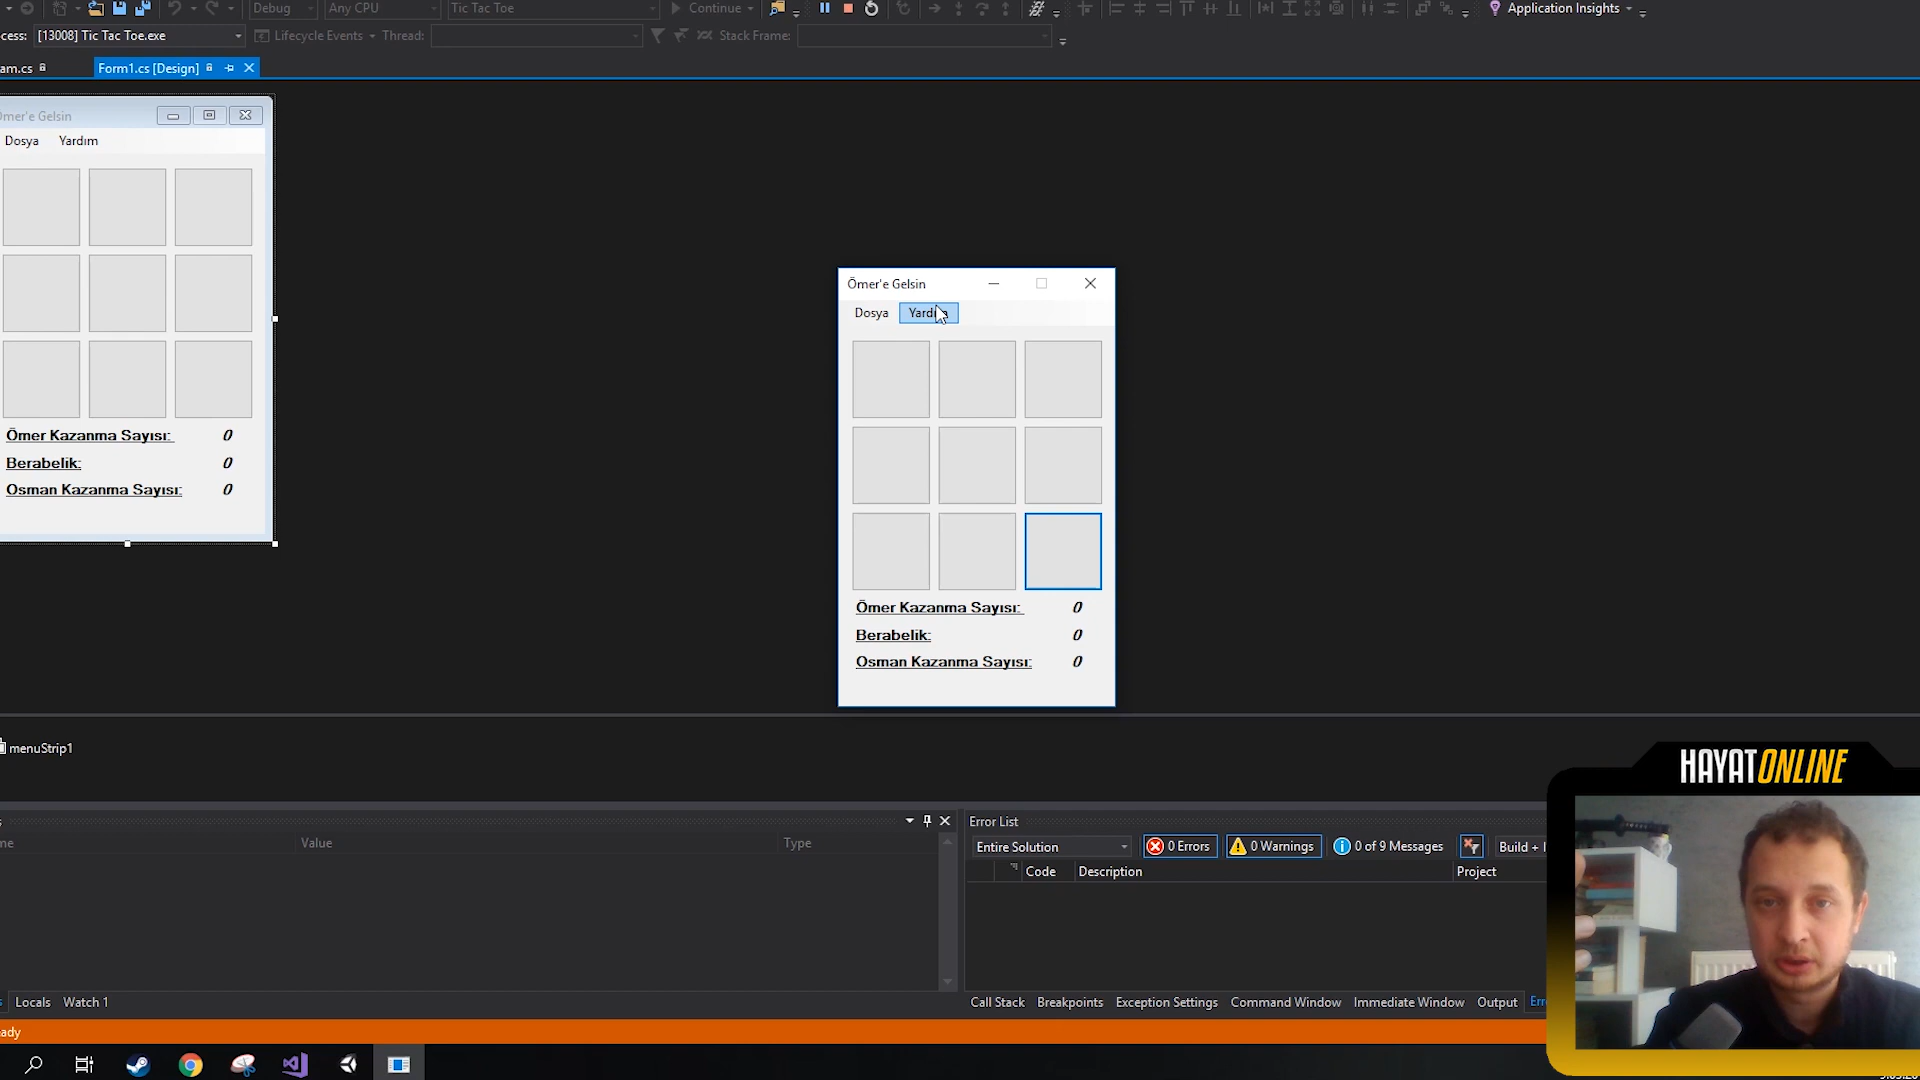 Debug Any CPU Tic Tac Toe Continue Application Insights
cess: [13008] Tic Tac Toe.exe Lifecycle Events Thread: Stack Frame:
am.cs Form1.cs [Design]
Ömer'e Gelsin
Dosya Yardım
Ömer Kazanma Sayısı: 0
Berabelik: 0
Osman Kazanma Sayısı: 0
Ömer'e Gelsin
Dosya Yardım
Ömer Kazanma Sayısı: 0
Berabelik: 0
Osman Kazanma Sayısı: 0
menuStrip1
HAYATONLINE
Error List
me Value Type
Entire Solution 0 Errors 0 Warnings 0 of 9 Messages Build + I
Code Description Project
Locals Watch 1
Call Stack Breakpoints Exception Settings Command Window Immediate Window Output Err
ady